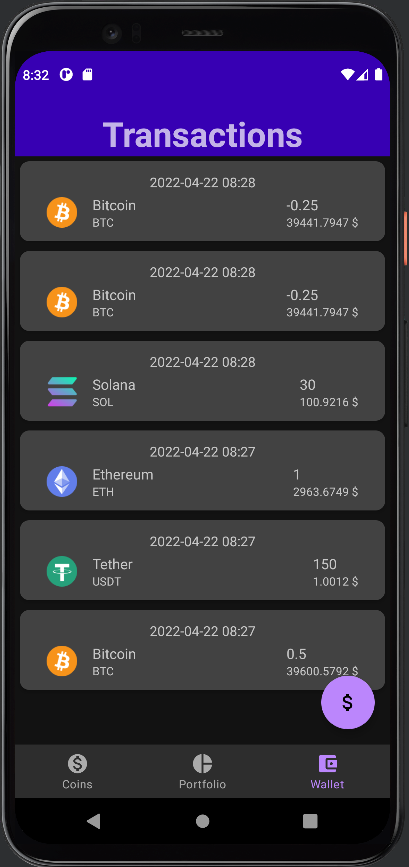 8:32
Transactions
2022-04-22 08:28
Bitcoin -0.25
BTC 39441.7947 $
2022-04-22 08:28
Bitcoin -0.25
BTC 39441.7947 $
2022-04-22 08:28
Solana 30
SOL 100.9216 $
2022-04-22 08:27
Ethereum 1
ETH 2963.6749 $
2022-04-22 08:27
Tether 150
USDT 1.0012 $
2022-04-22 08:27
Bitcoin 0.5
BTC 39600.5792 $
$
Coins Portfolio Wallet